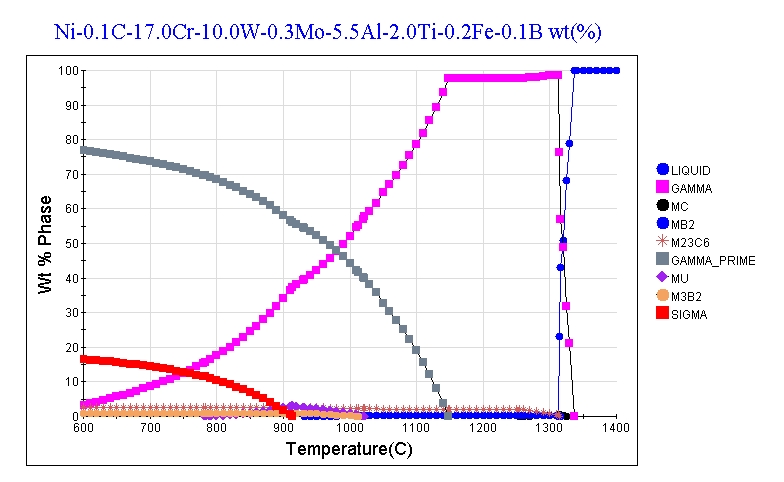 Ni-0.1C-17.0Cr-10.0W-0.3Mo-5.5Al-2.0Ti-0.2Fe-0.1B wt(%)
100
90
80
70
60
50
40
30
20
10
0
Wt % Phase
600 700 800 900 1000 1100 1200 1300 1400
Temperature(C)
LIQUID
GAMMA
MC
MB2
M23C6
GAMMA_PRIME
MU
M3B2
SIGMA